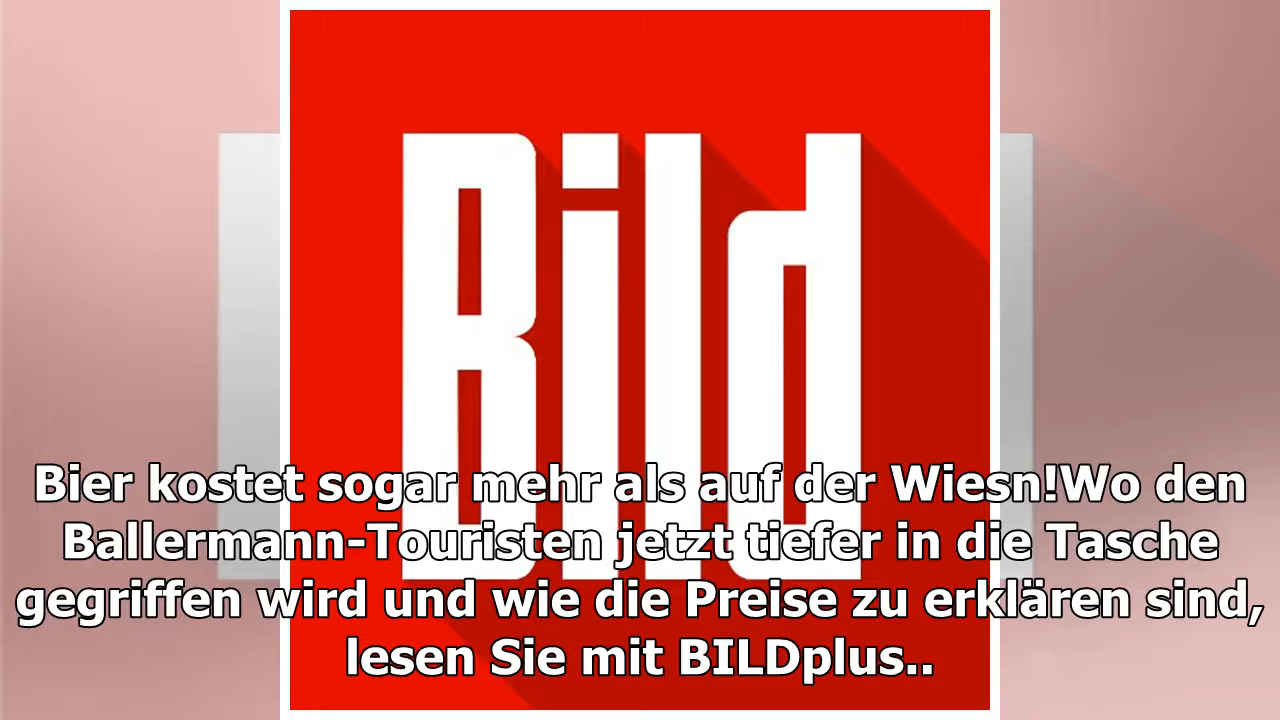 Bild
Bier kostet sogar mehr als auf der Wiesn!Wo den
Ballermann-Touristen jetzt tiefer in die Tasche
gegriffen wird und wie die Preise zu erklären sind,
lesen Sie mit BILDplus..